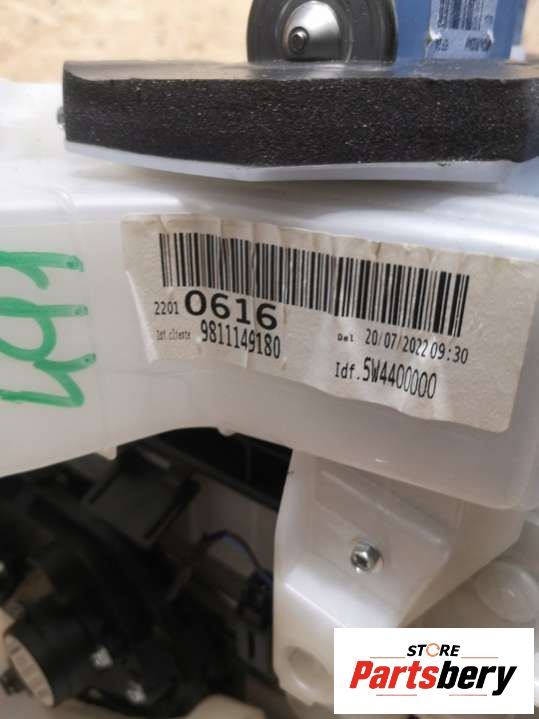 2201 0616
Idf.cliente 9811149180
Del 20/07/2022 09:30
Idf. 5W4400000
STORE
Partsbery